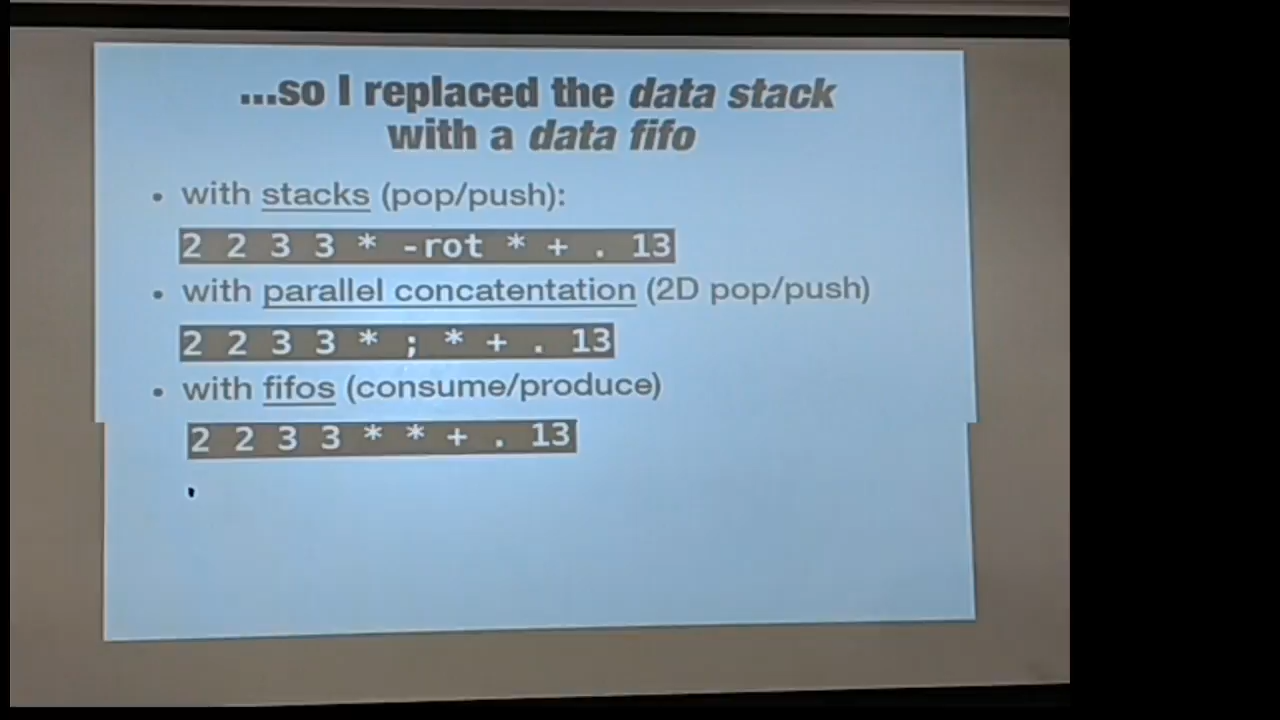 ...so I replaced the data stack
with a data fifo
• with stacks (pop/push):
2 2 3 3 * -rot * + . 13
• with parallel concatentation (2D pop/push)
2 2 3 3 * ; * + . 13
• with fifos (consume/produce)
2 2 3 3 * * + . 13